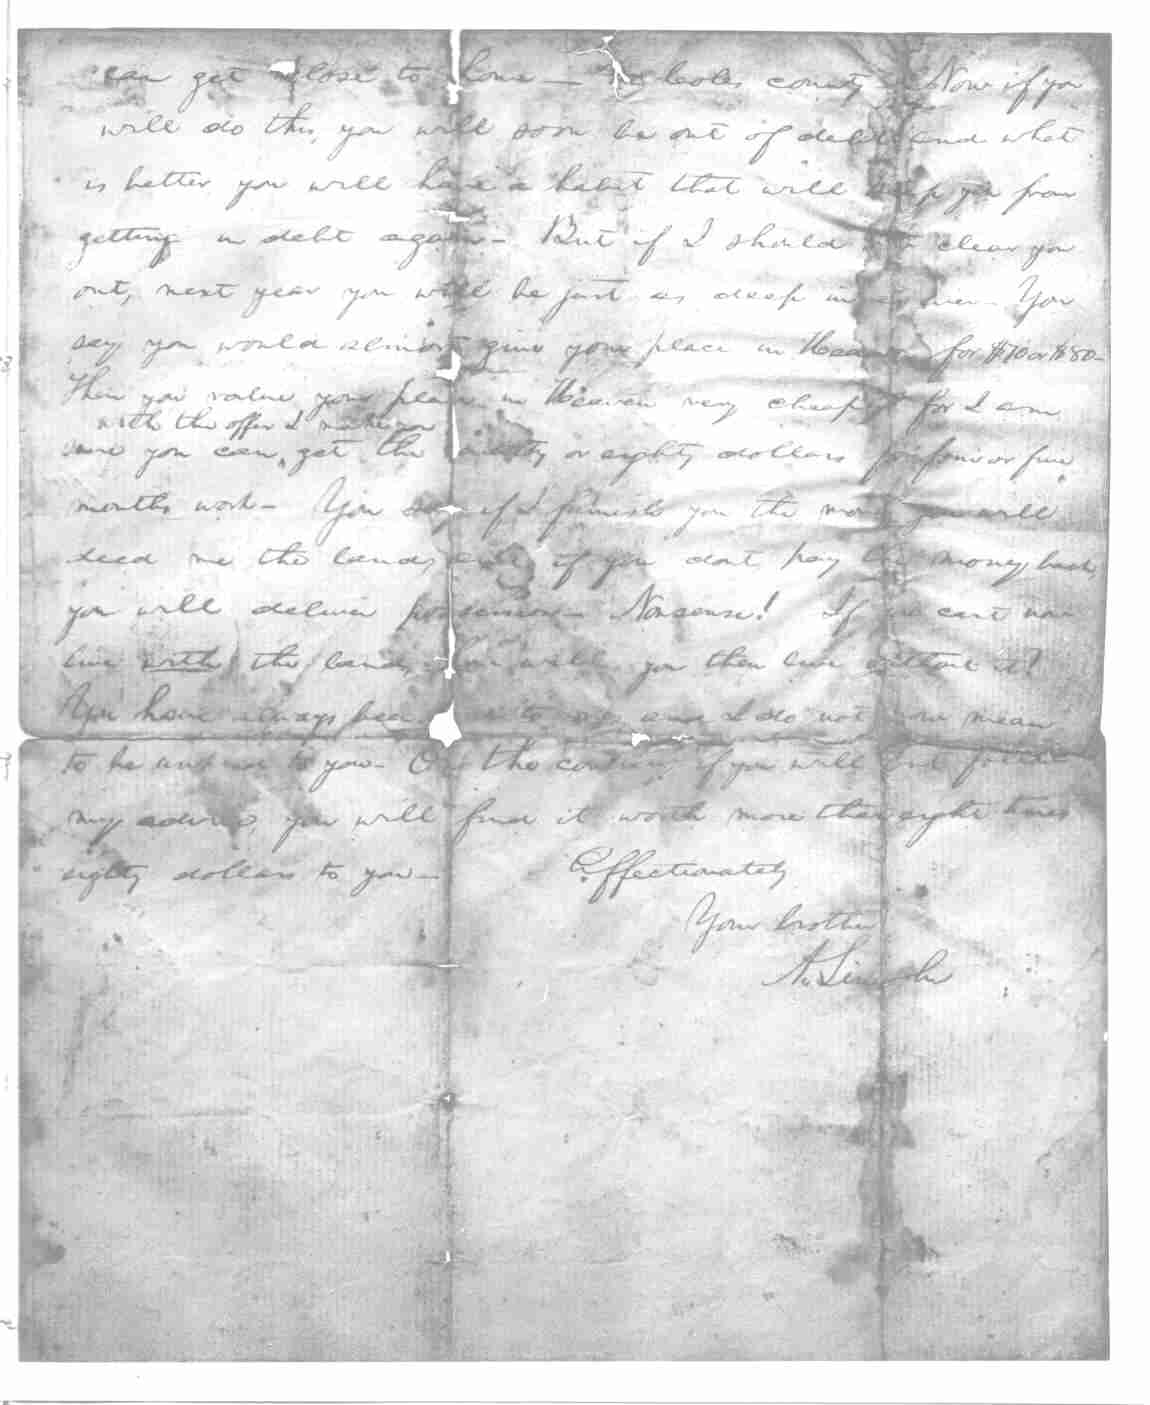 can get close to home — in Coles county — Now if you
will do this, you will soon be out of debt and what
is better you will have a habit that will keep you from
getting in debt again — But if I should clear you
out, next year you will be just as deep in as ever — You
say you would almost give your place in Heaven for $70 or $80 —
Then you value your place in Heaven very cheaply for I am
with the offer I make you
sure you can get the seventy or eighty dollars for four or five
months work — You say if I furnish you the money you will
deed me the land, and if you dont pay the money back,
you will deliver possession — Nonsense! If you cant now
live with the land, how will you then live without it?
You have always been to me, and I do not now mean
to be unkind to you — On the contrary if you will but follow
my advice, you will find it worth more than eight times
eighty dollars to you —
Affectionately
Your brother
A. Lincoln